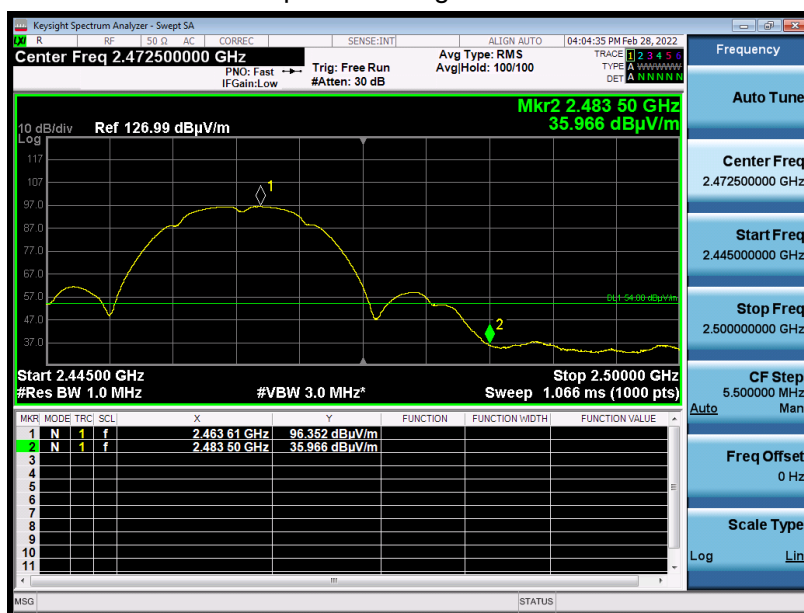 Keysight Spectrum Analyzer - Swept SA
LXI R RF 50 Ω AC CORREC SENSE:INT ALIGN AUTO 04:04:35 PM Feb 28, 2022
Center Freq 2.472500000 GHz
PNO: Fast
IFGain:Low
Trig: Free Run
#Atten: 30 dB
Avg Type: RMS
Avg|Hold: 100/100
TRACE 1 2 3 4 5 6
TYPE A WWWWW
DET A N N N N N
Mkr2 2.483 50 GHz
35.966 dBµV/m
10 dB/div Ref 126.99 dBµV/m
Log
117
107
97.0
87.0
77.0
67.0
57.0
47.0
37.0
1
2
DL1 54.00 dBµV/m
Start 2.44500 GHz Stop 2.50000 GHz
#Res BW 1.0 MHz #VBW 3.0 MHz* Sweep 1.066 ms (1000 pts)
MKR MODE TRC SCL X Y FUNCTION FUNCTION WIDTH FUNCTION VALUE
1 N 1 f 2.463 61 GHz 96.352 dBµV/m
2 N 1 f 2.483 50 GHz 35.966 dBµV/m
3
4
5
6
7
8
9
10
11
MSG STATUS
Frequency
Auto Tune
Center Freq
2.472500000 GHz
Start Freq
2.445000000 GHz
Stop Freq
2.500000000 GHz
CF Step
5.500000 MHz
Auto Man
Freq Offset
0 Hz
Scale Type
Log Lin